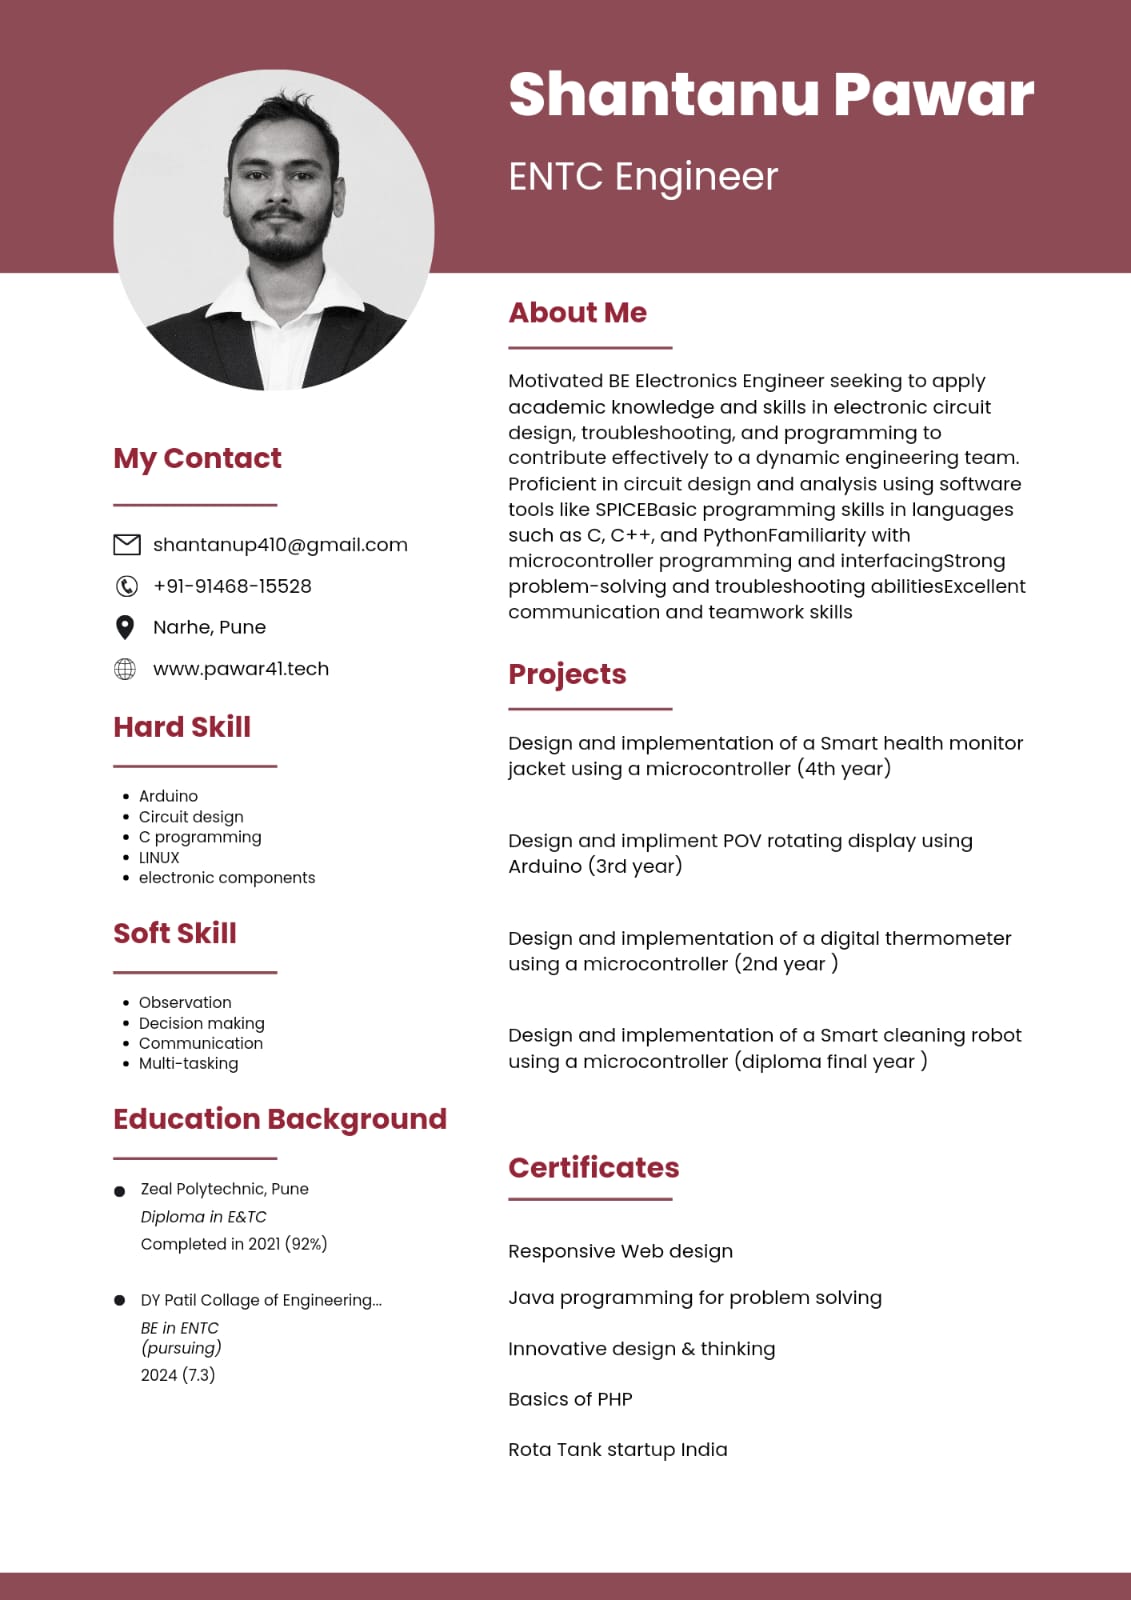 Shantanu Pawar
ENTC Engineer
My Contact
shantanup410@gmail.com
+91-91468-15528
Narhe, Pune
www.pawar41.tech
Hard Skill
Arduino
Circuit design
C programming
LINUX
electronic components
Soft Skill
Observation
Decision making
Communication
Multi-tasking
Education Background
Zeal Polytechnic, Pune
Diploma in E&TC
Completed in 2021 (92%)
DY Patil Collage of Engineering...
BE in ENTC
(pursuing)
2024 (7.3)
About Me
Motivated BE Electronics Engineer seeking to apply
academic knowledge and skills in electronic circuit
design, troubleshooting, and programming to
contribute effectively to a dynamic engineering team.
Proficient in circuit design and analysis using software
tools like SPICEBasic programming skills in languages
such as C, C++, and PythonFamiliarity with
microcontroller programming and interfacingStrong
problem-solving and troubleshooting abilitiesExcellent
communication and teamwork skills
Projects
Design and implementation of a Smart health monitor
jacket using a microcontroller (4th year)
Design and impliment POV rotating display using
Arduino (3rd year)
Design and implementation of a digital thermometer
using a microcontroller (2nd year )
Design and implementation of a Smart cleaning robot
using a microcontroller (diploma final year )
Certificates
Responsive Web design
Java programming for problem solving
Innovative design & thinking
Basics of PHP
Rota Tank startup India